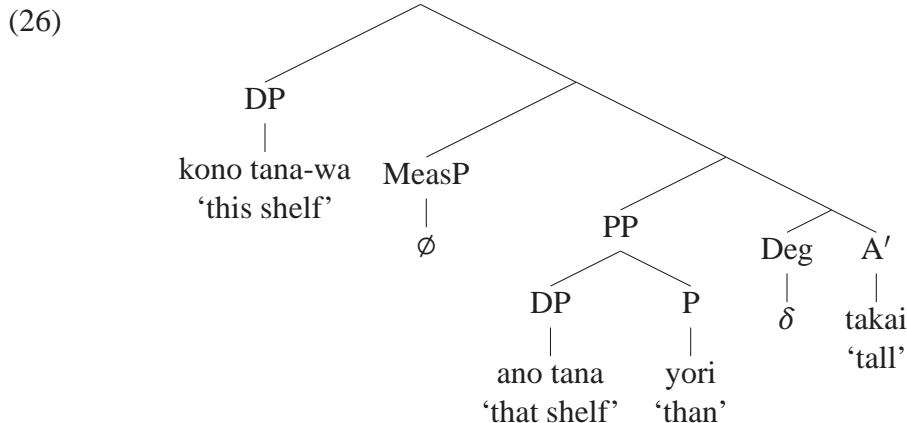 (26)
DP
kono tana-wa
‘this shelf’
MeasP
∅
PP
DP
ano tana
‘that shelf’
P
yori
‘than’
Deg
δ
A′
takai
‘tall’